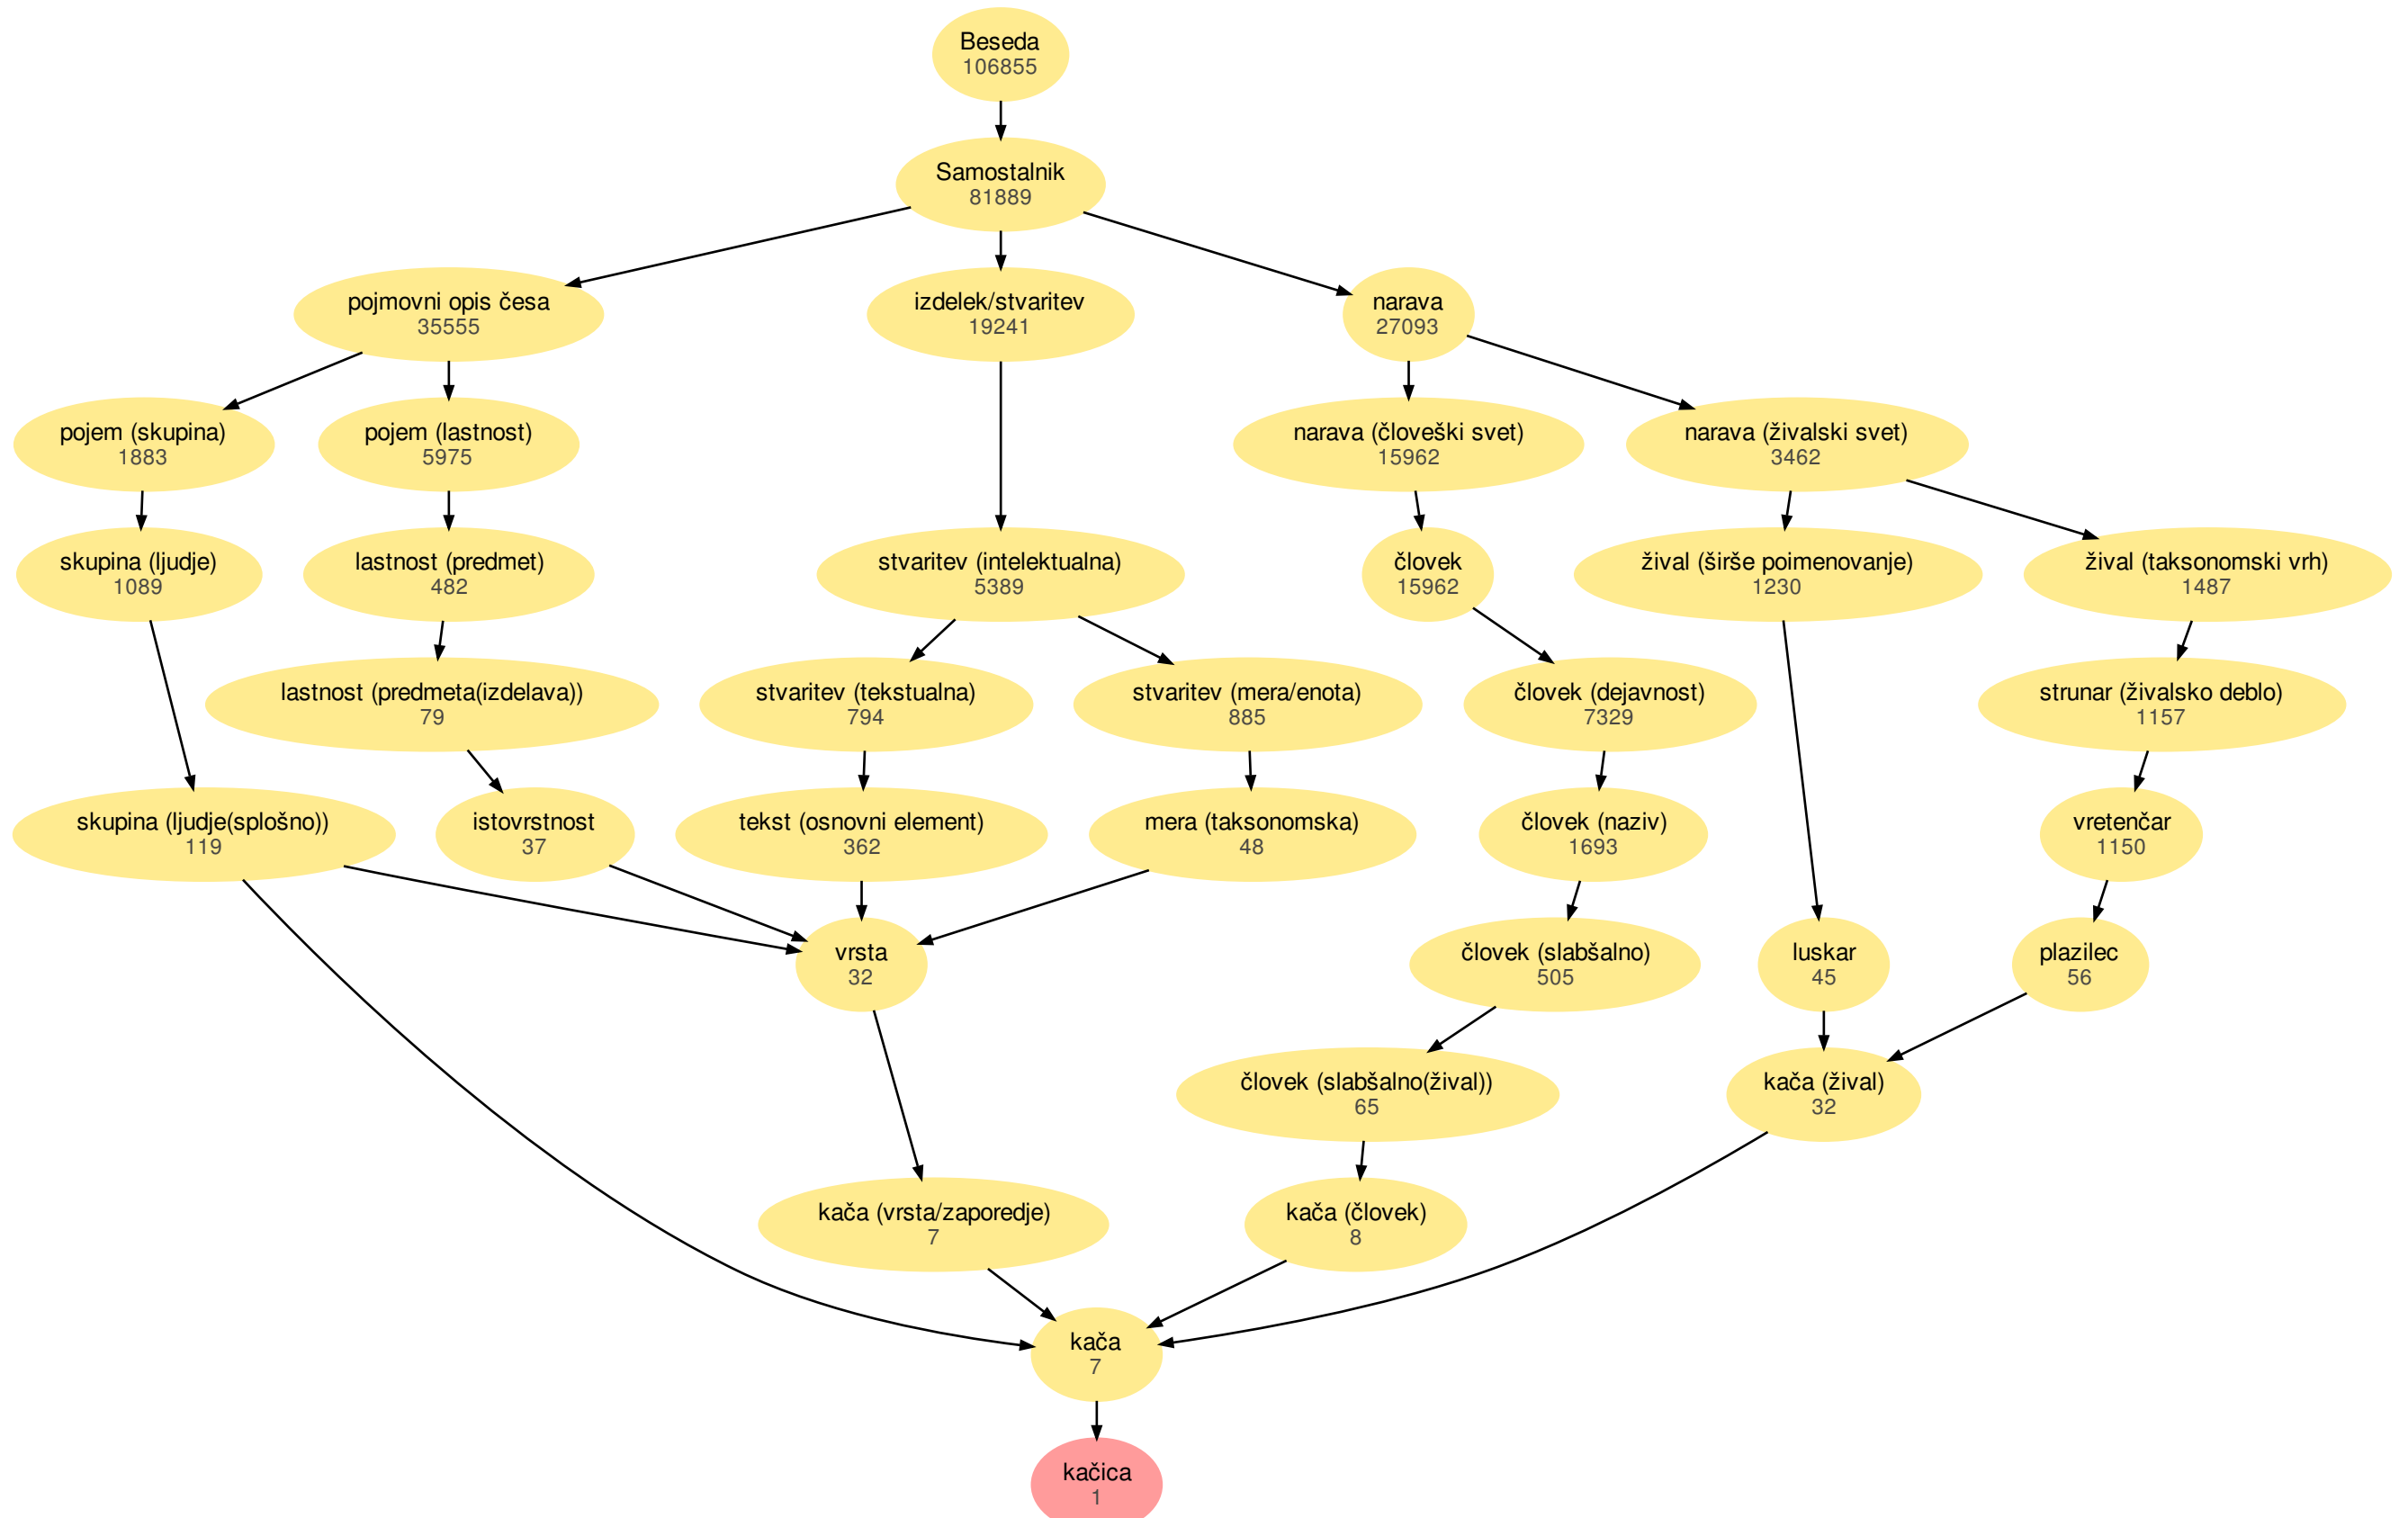 Beseda
106855
Samostalnik
81889
pojmovni opis česa
35555
izdelek/stvaritev
19241
narava
27093
pojem (skupina)
1883
pojem (lastnost)
5975
narava (človeški svet)
15962
narava (živalski svet)
3462
skupina (ljudje)
1089
lastnost (predmet)
482
stvaritev (intelektualna)
5389
človek
15962
žival (širše poimenovanje)
1230
žival (taksonomski vrh)
1487
lastnost (predmeta(izdelava))
79
stvaritev (tekstualna)
794
stvaritev (mera/enota)
885
človek (dejavnost)
7329
strunar (živalsko deblo)
1157
skupina (ljudje(splošno))
119
istovrstnost
37
tekst (osnovni element)
362
mera (taksonomska)
48
človek (naziv)
1693
vretenčar
1150
vrsta
32
človek (slabšalno)
505
luskar
45
plazilec
56
človek (slabšalno(žival))
65
kača (žival)
32
kača (vrsta/zaporedje)
7
kača (človek)
8
kača
7
kačica
1